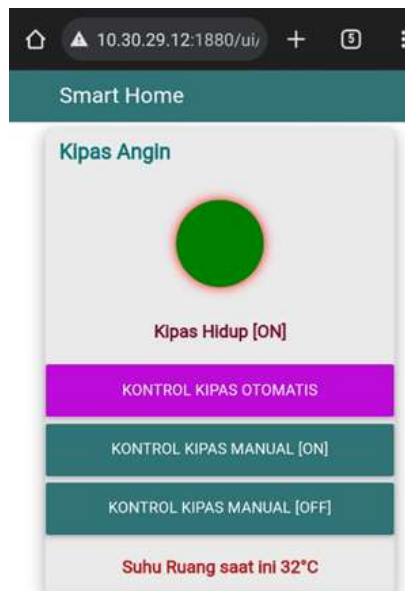 10.30.29.12:1880/ui/
5
Smart Home
Kipas Angin
Kipas Hidup [ON]
KONTROL KIPAS OTOMATIS
KONTROL KIPAS MANUAL [ON]
KONTROL KIPAS MANUAL [OFF]
Suhu Ruang saat ini 32°C